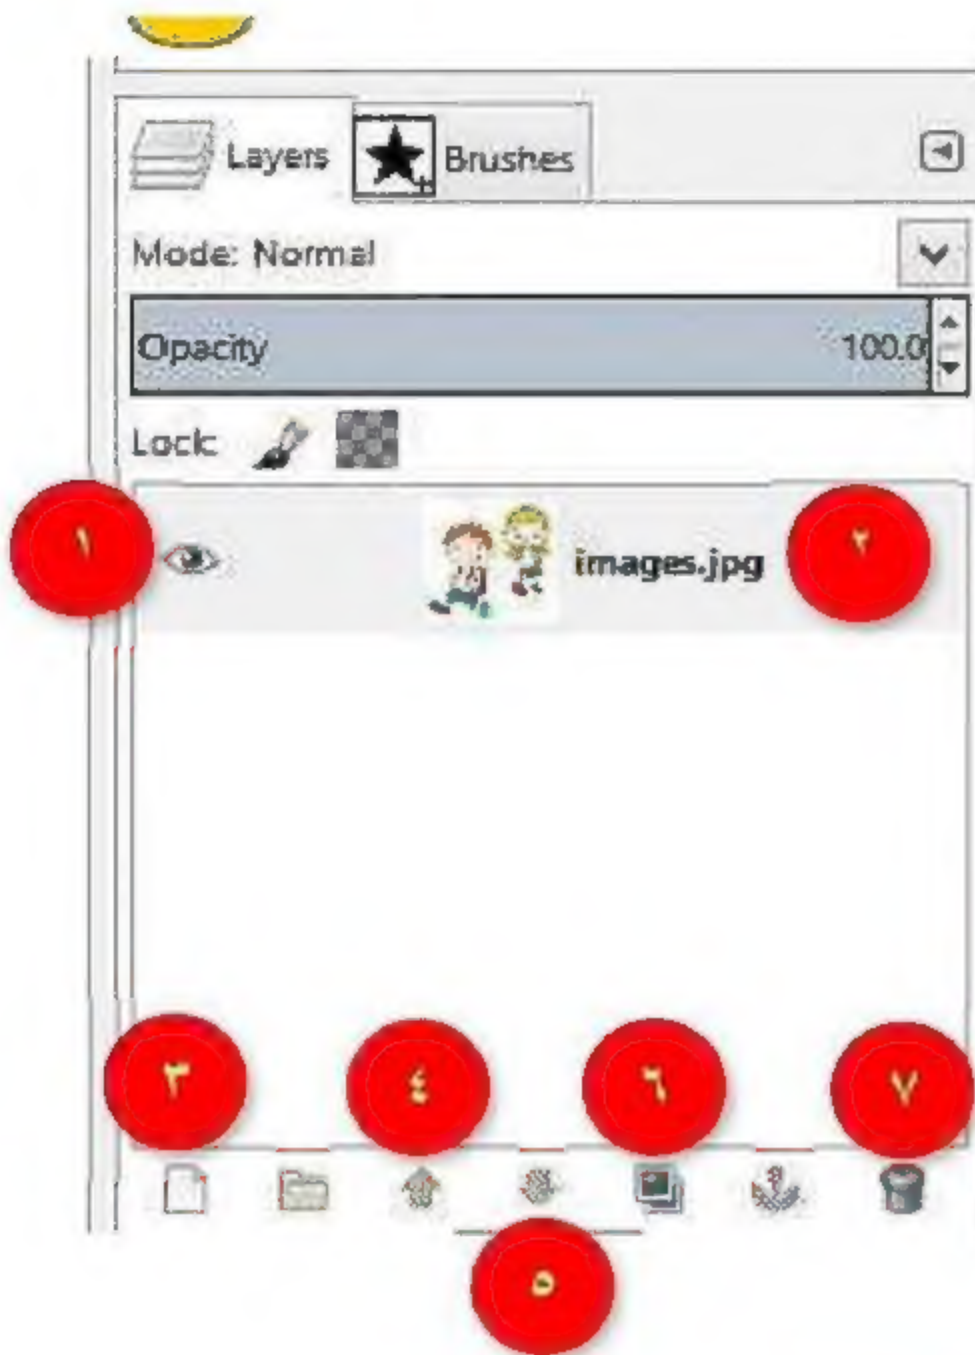 Layers Brushes
Mode: Normal
Opacity 100.0
Lock:
١ images.jpg ٢
٣ ٤ ٦ ٧
٥